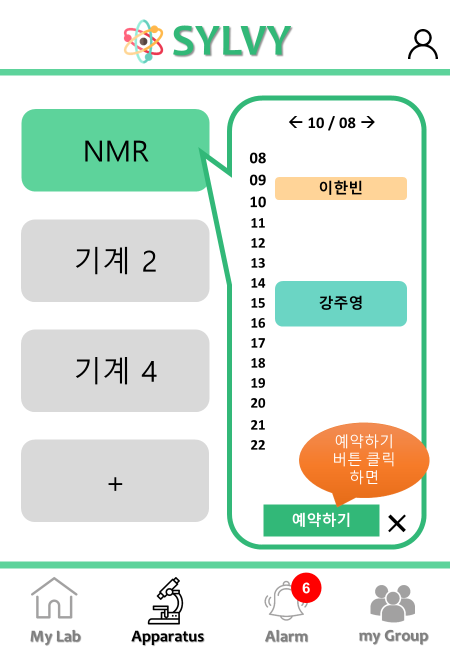 SYLVY
NMR
기계 2
기계 4
+
← 10 / 08 →
08
09
이한빈
10
11
12
13
14
15
강주영
16
17
18
19
20
21
22
예약하기
버튼 클릭
하면
예약하기
×
My Lab
Apparatus
6
Alarm
my Group